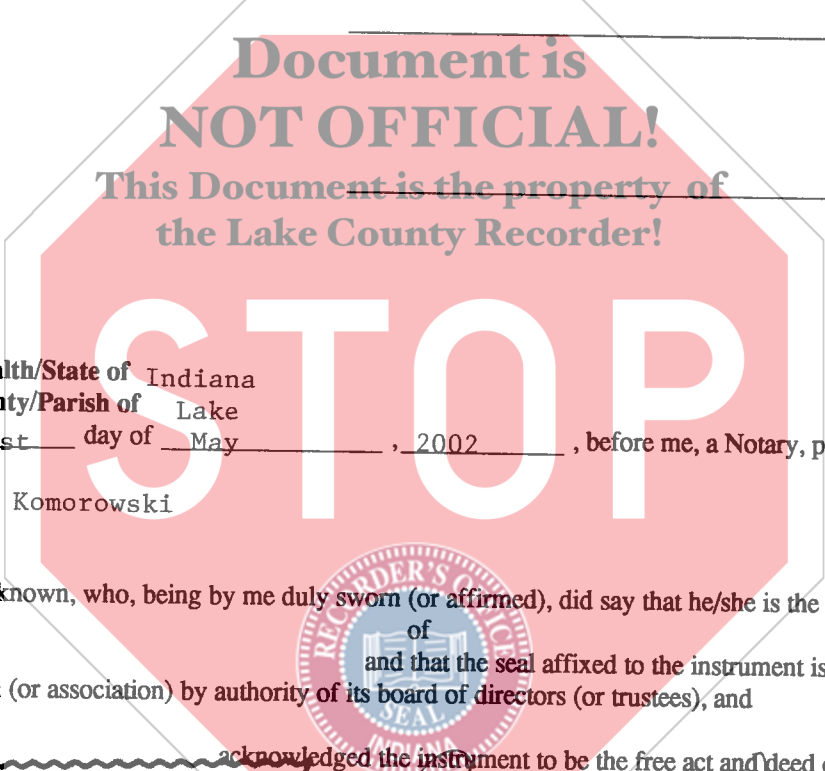 Document is
NOT OFFICIAL!
This Document is the property of
the Lake County Recorder!
STOP
lth/State of Indiana
nty/Parish of Lake
st day of May , 2002 , before me, a Notary, p
Komorowski
known, who, being by me duly sworn (or affirmed), did say that he/she is the
of
and that the seal affixed to the instrument is
(or association) by authority of its board of directors (or trustees), and
acknowledged the instrument to be the free act and deed
RECORDER'S OFFICE
SEAL
INDIANA